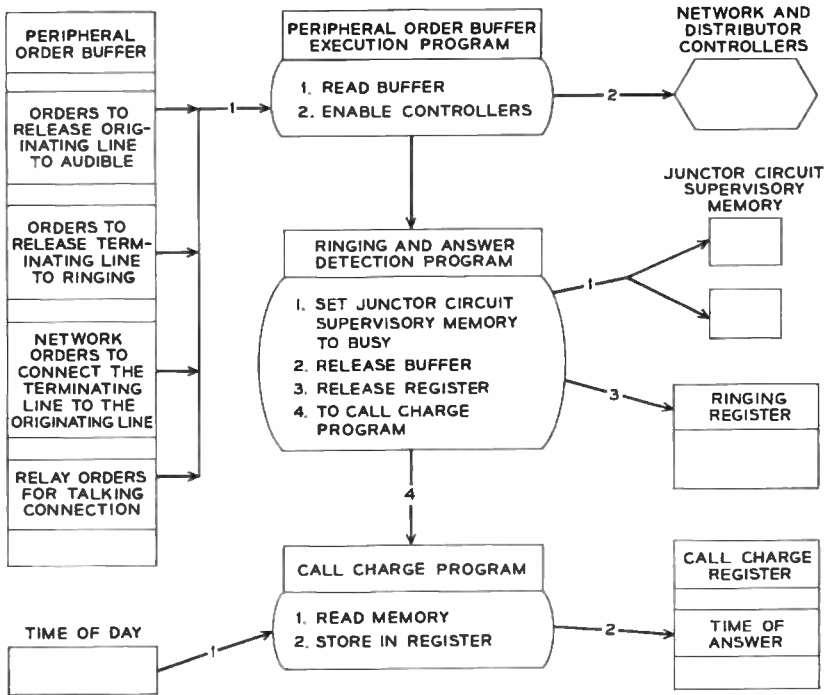 PERIPHERAL
ORDER BUFFER
ORDERS TO
RELEASE ORIG-
INATING LINE
TO AUDIBLE
ORDERS TO
RELEASE TERM-
INATING LINE
TO RINGING
NETWORK
ORDERS TO
CONNECT THE
TERMINATING
LINE TO THE
ORIGINATING LINE
RELAY ORDERS
FOR TALKING
CONNECTION
TIME OF DAY
1
1
PERIPHERAL ORDER BUFFER
EXECUTION PROGRAM
1. READ BUFFER
2. ENABLE CONTROLLERS
2
NETWORK AND
DISTRIBUTOR
CONTROLLERS
RINGING AND ANSWER
DETECTION PROGRAM
1. SET JUNCTOR CIRCUIT
SUPERVISORY MEMORY
TO BUSY
2. RELEASE BUFFER
3. RELEASE REGISTER
4. TO CALL CHARGE
PROGRAM
1
JUNCTOR CIRCUIT
SUPERVISORY
MEMORY
3
RINGING
REGISTER
4
CALL CHARGE PROGRAM
1. READ MEMORY
2. STORE IN REGISTER
2
CALL CHARGE
REGISTER
TIME OF
ANSWER